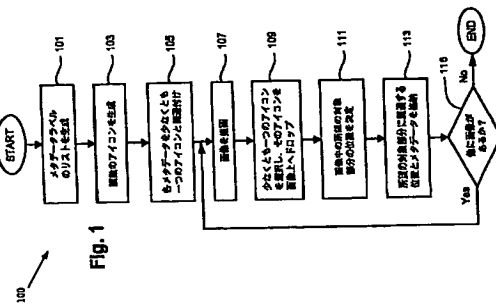 100
Fig. 1
START
101
メタデータラベル
のリストを生成
103
複数のアイコンを生成
105
各メタデータを少なくとも
一つのアイコンと関連付け
107
画像を描画
109
少なくとも一つのアイコン
を選択し、そのアイコンを
画像上へドロップ
111
画像中の所望の対象
部分の位置を決定
113
所望の対象部分に関連する
位置とメタデータを格納
115
他に画像が
あるか?
Yes
No
END